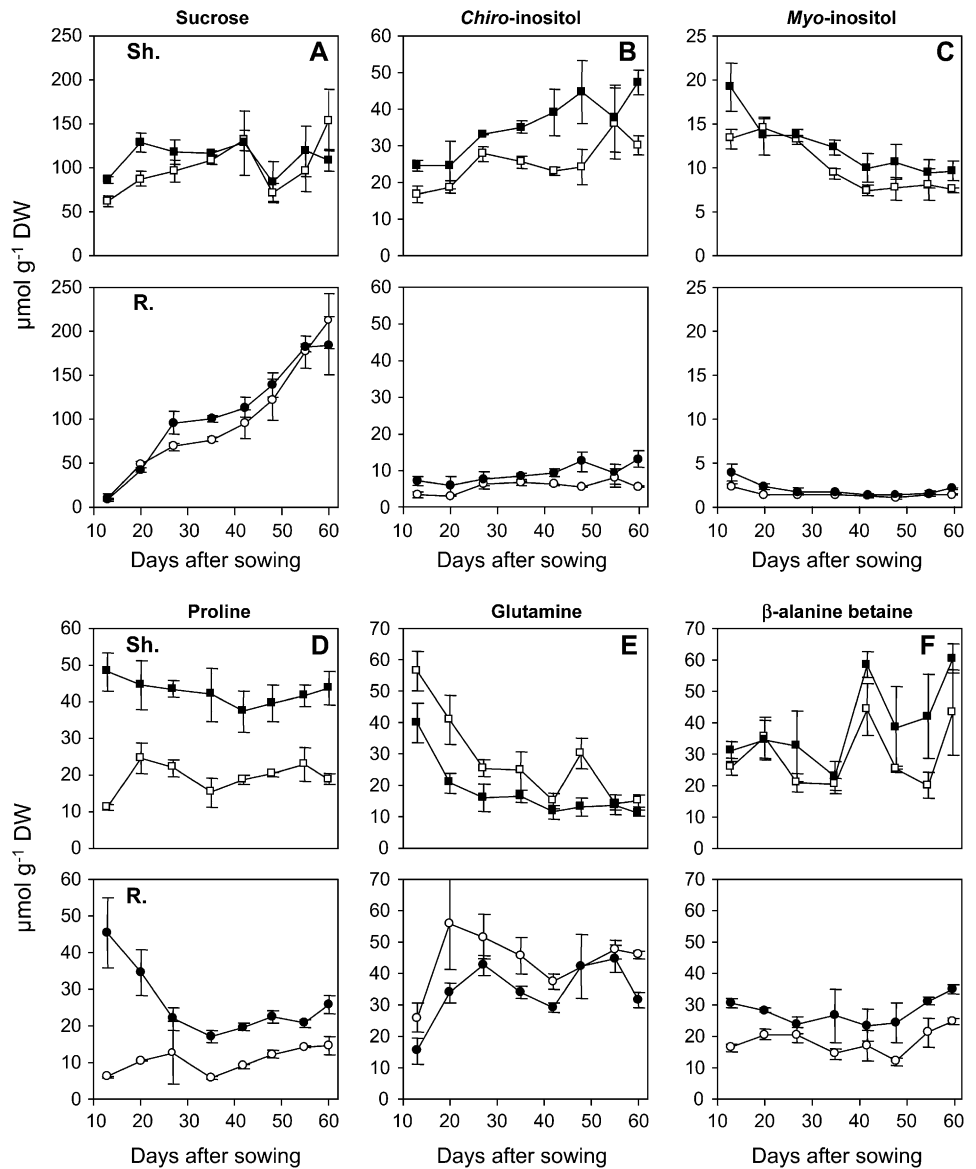 Sucrose Chiro-inositol Myo-inositol
250 60 25
Sh. A B C
200 50 20
150 40 15
100 30 10
50 20 5
0 10 0
0
μmol g-1 DW
250 60 25
R.
200 50 20
150 40 15
100 30 10
50 20 5
0 10 0
0
10 20 30 40 50 60 10 20 30 40 50 60 10 20 30 40 50 60
Days after sowing Days after sowing Days after sowing
Proline Glutamine β-alanine betaine
60 70 70
Sh. D E F
50 60 60
40 50 50
30 40 40
20 30 30
10 20 20
0 10 10
0 0
μmol g-1 DW
60 70 70
R.
50 60 60
40 50 50
30 40 40
20 30 30
10 20 20
0 10 10
0 0
10 20 30 40 50 60 10 20 30 40 50 60 10 20 30 40 50 60
Days after sowing Days after sowing Days after sowing